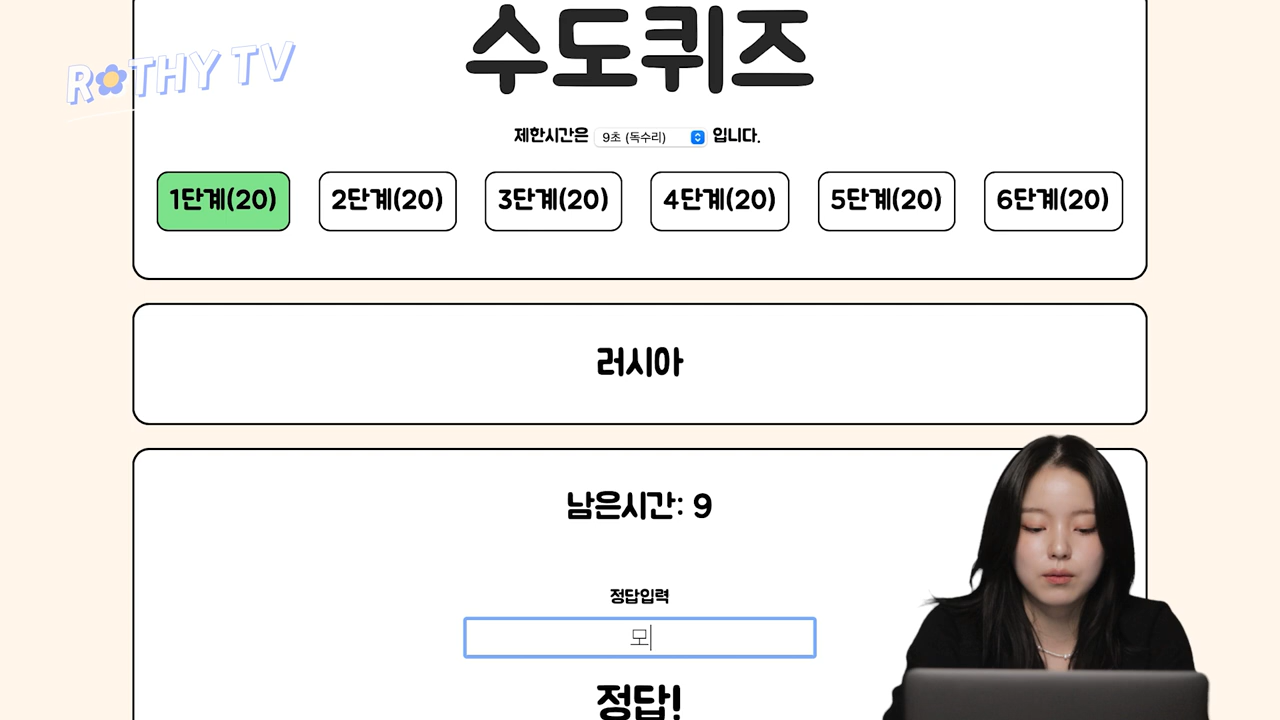 ROTHY TV
수도퀴즈
제한시간은 9초 (독수리) 입니다.
1단계(20) 2단계(20) 3단계(20) 4단계(20) 5단계(20) 6단계(20)
러시아
남은시간: 9
정답입력
모
정답!